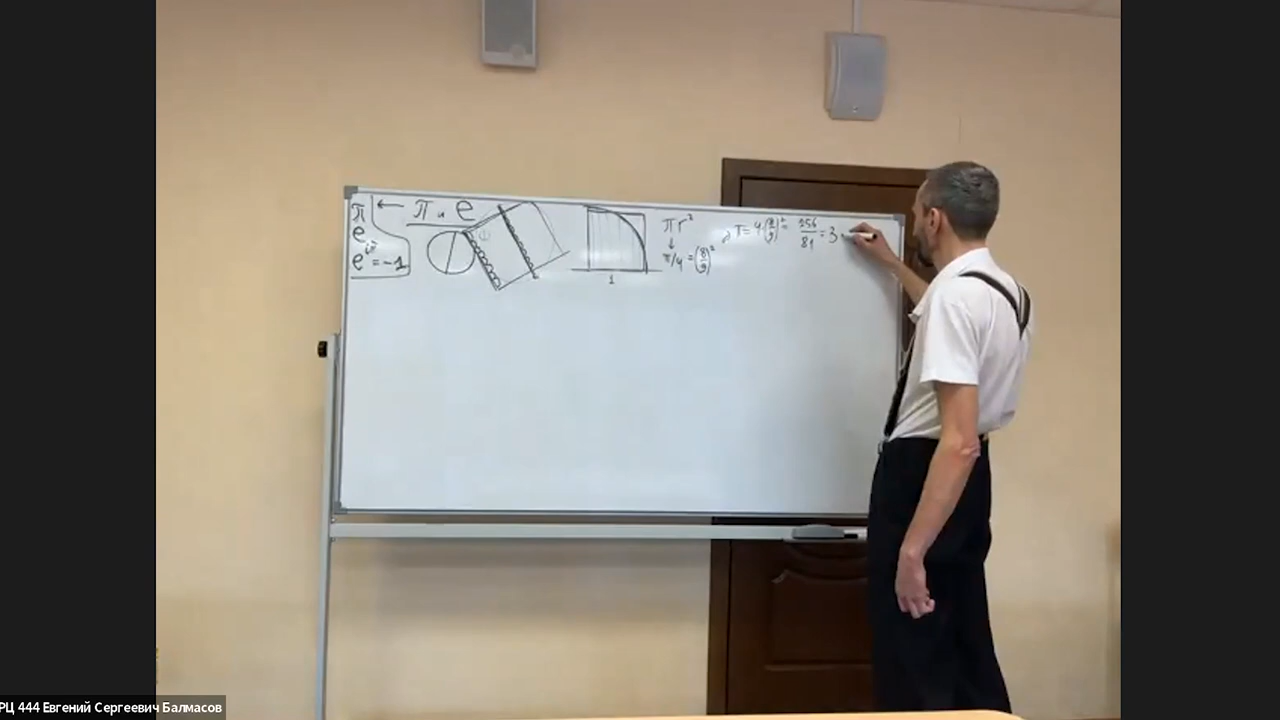 π ← π и e
e
e^{iπ} = -1
1
πr²
↓
π/4 = (8/9)²
π = 4(8/9)² = 256/81 = 3
РЦ 444 Евгений Сергеевич Балмасов